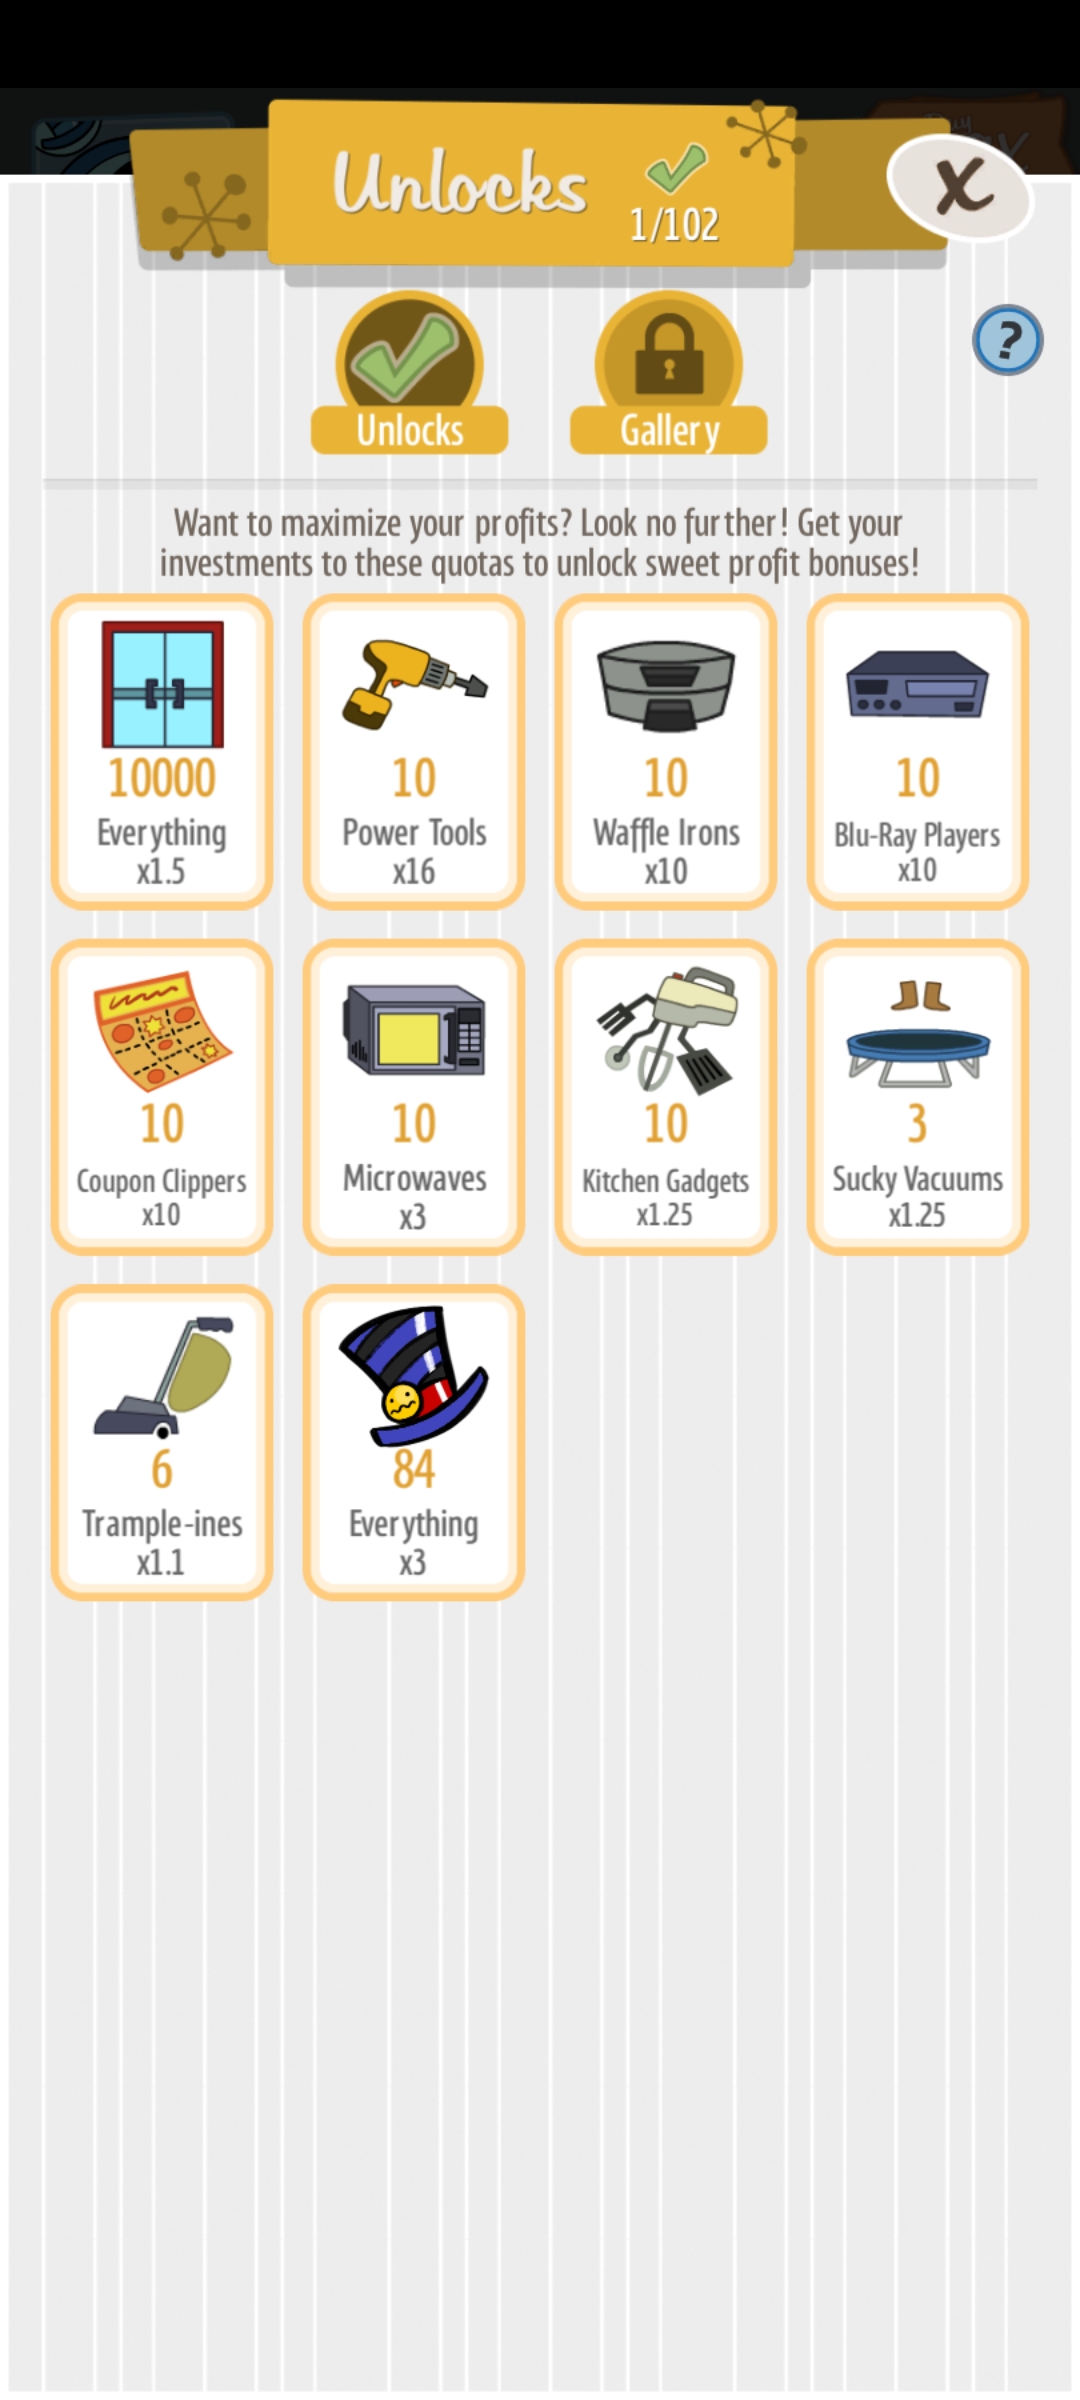 Unlocks
1/102
X
?
Unlocks
Gallery
Want to maximize your profits? Look no further! Get your
investments to these quotas to unlock sweet profit bonuses!
10000
Everything
x1.5
10
Power Tools
x16
10
Waffle Irons
x10
10
Blu-Ray Players
x10
10
Coupon Clippers
x10
10
Microwaves
x3
10
Kitchen Gadgets
x1.25
3
Sucky Vacuums
x1.25
6
Trample-ines
x1.1
84
Everything
x3